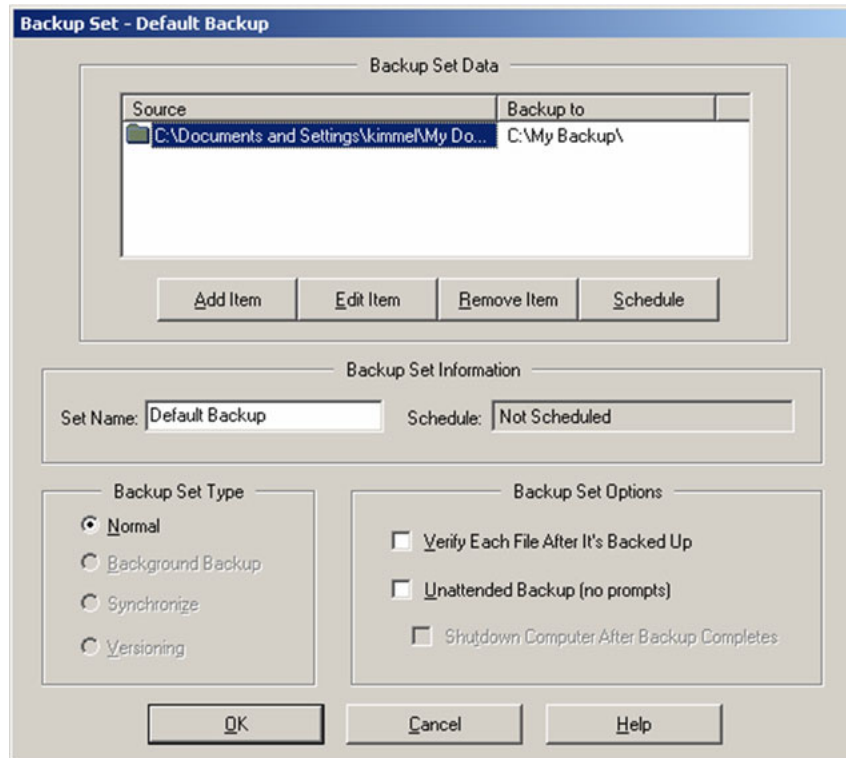 Backup Set - Default Backup
Backup Set Data
Source Backup to
C:\Documents and Settings\kimmel\My Do... C:\My Backup\
Add Item Edit Item Remove Item Schedule
Backup Set Information
Set Name: Default Backup Schedule: Not Scheduled
Backup Set Type Backup Set Options
Normal
Verify Each File After It's Backed Up
Background Backup
Unattended Backup (no prompts)
Synchronize
Shutdown Computer After Backup Completes
Versioning
OK Cancel Help